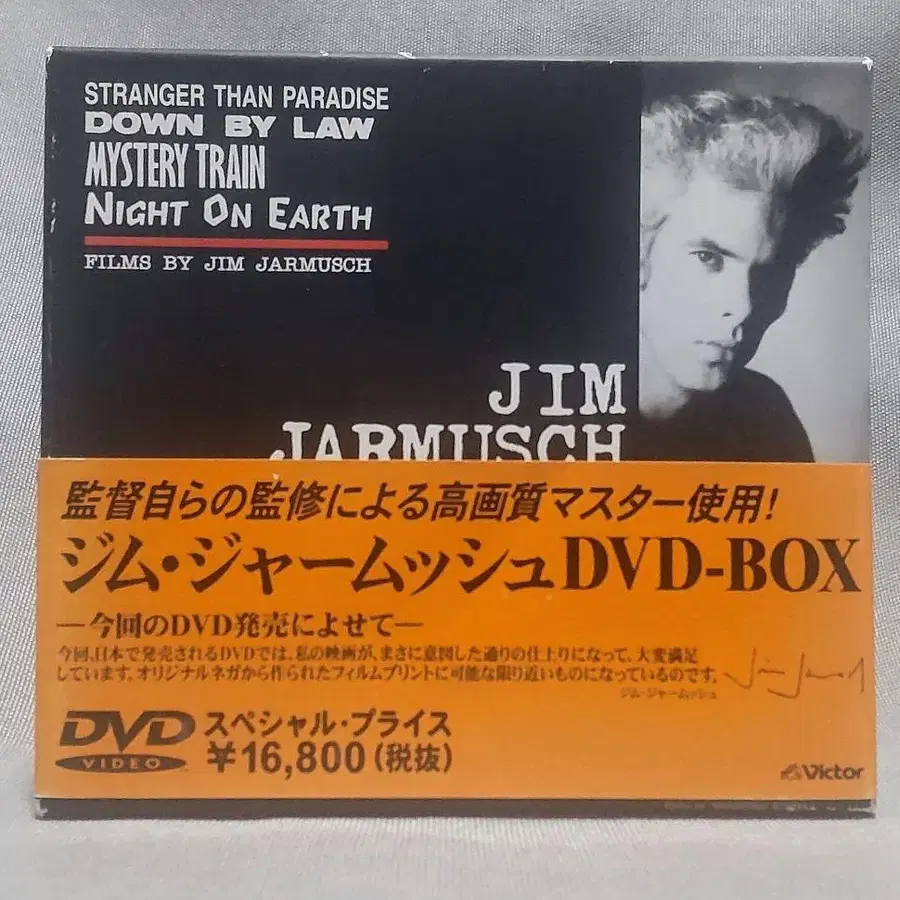 STRANGER THAN PARADISE
DOWN BY LAW
MYSTERY TRAIN
NIGHT ON EARTH
FILMS BY JIM JARMUSCH
JIM
JARMUSCH
監督自らの監修による高画質マスター使用!
ジム・ジャームッシュDVD-BOX
—今回のDVD発売によせて—
今回、日本で発売されるDVDでは、私の映画が、まさに意図した通りの仕上りになって、大変満足
しています。オリジナルネガから作られたフィルムプリントに可能な限り近いものになっているのです。
ジム・ジャームッシュ
Jim Jarmusch
DVD
VIDEO
スペシャル・プライス
¥16,800(税抜)
Victor